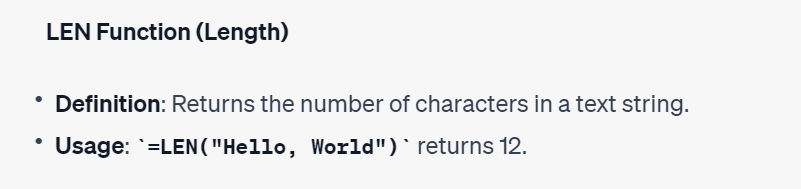 LEN Function (Length)
• Definition: Returns the number of characters in a text string.
• Usage: `=LEN("Hello, World")` returns 12.